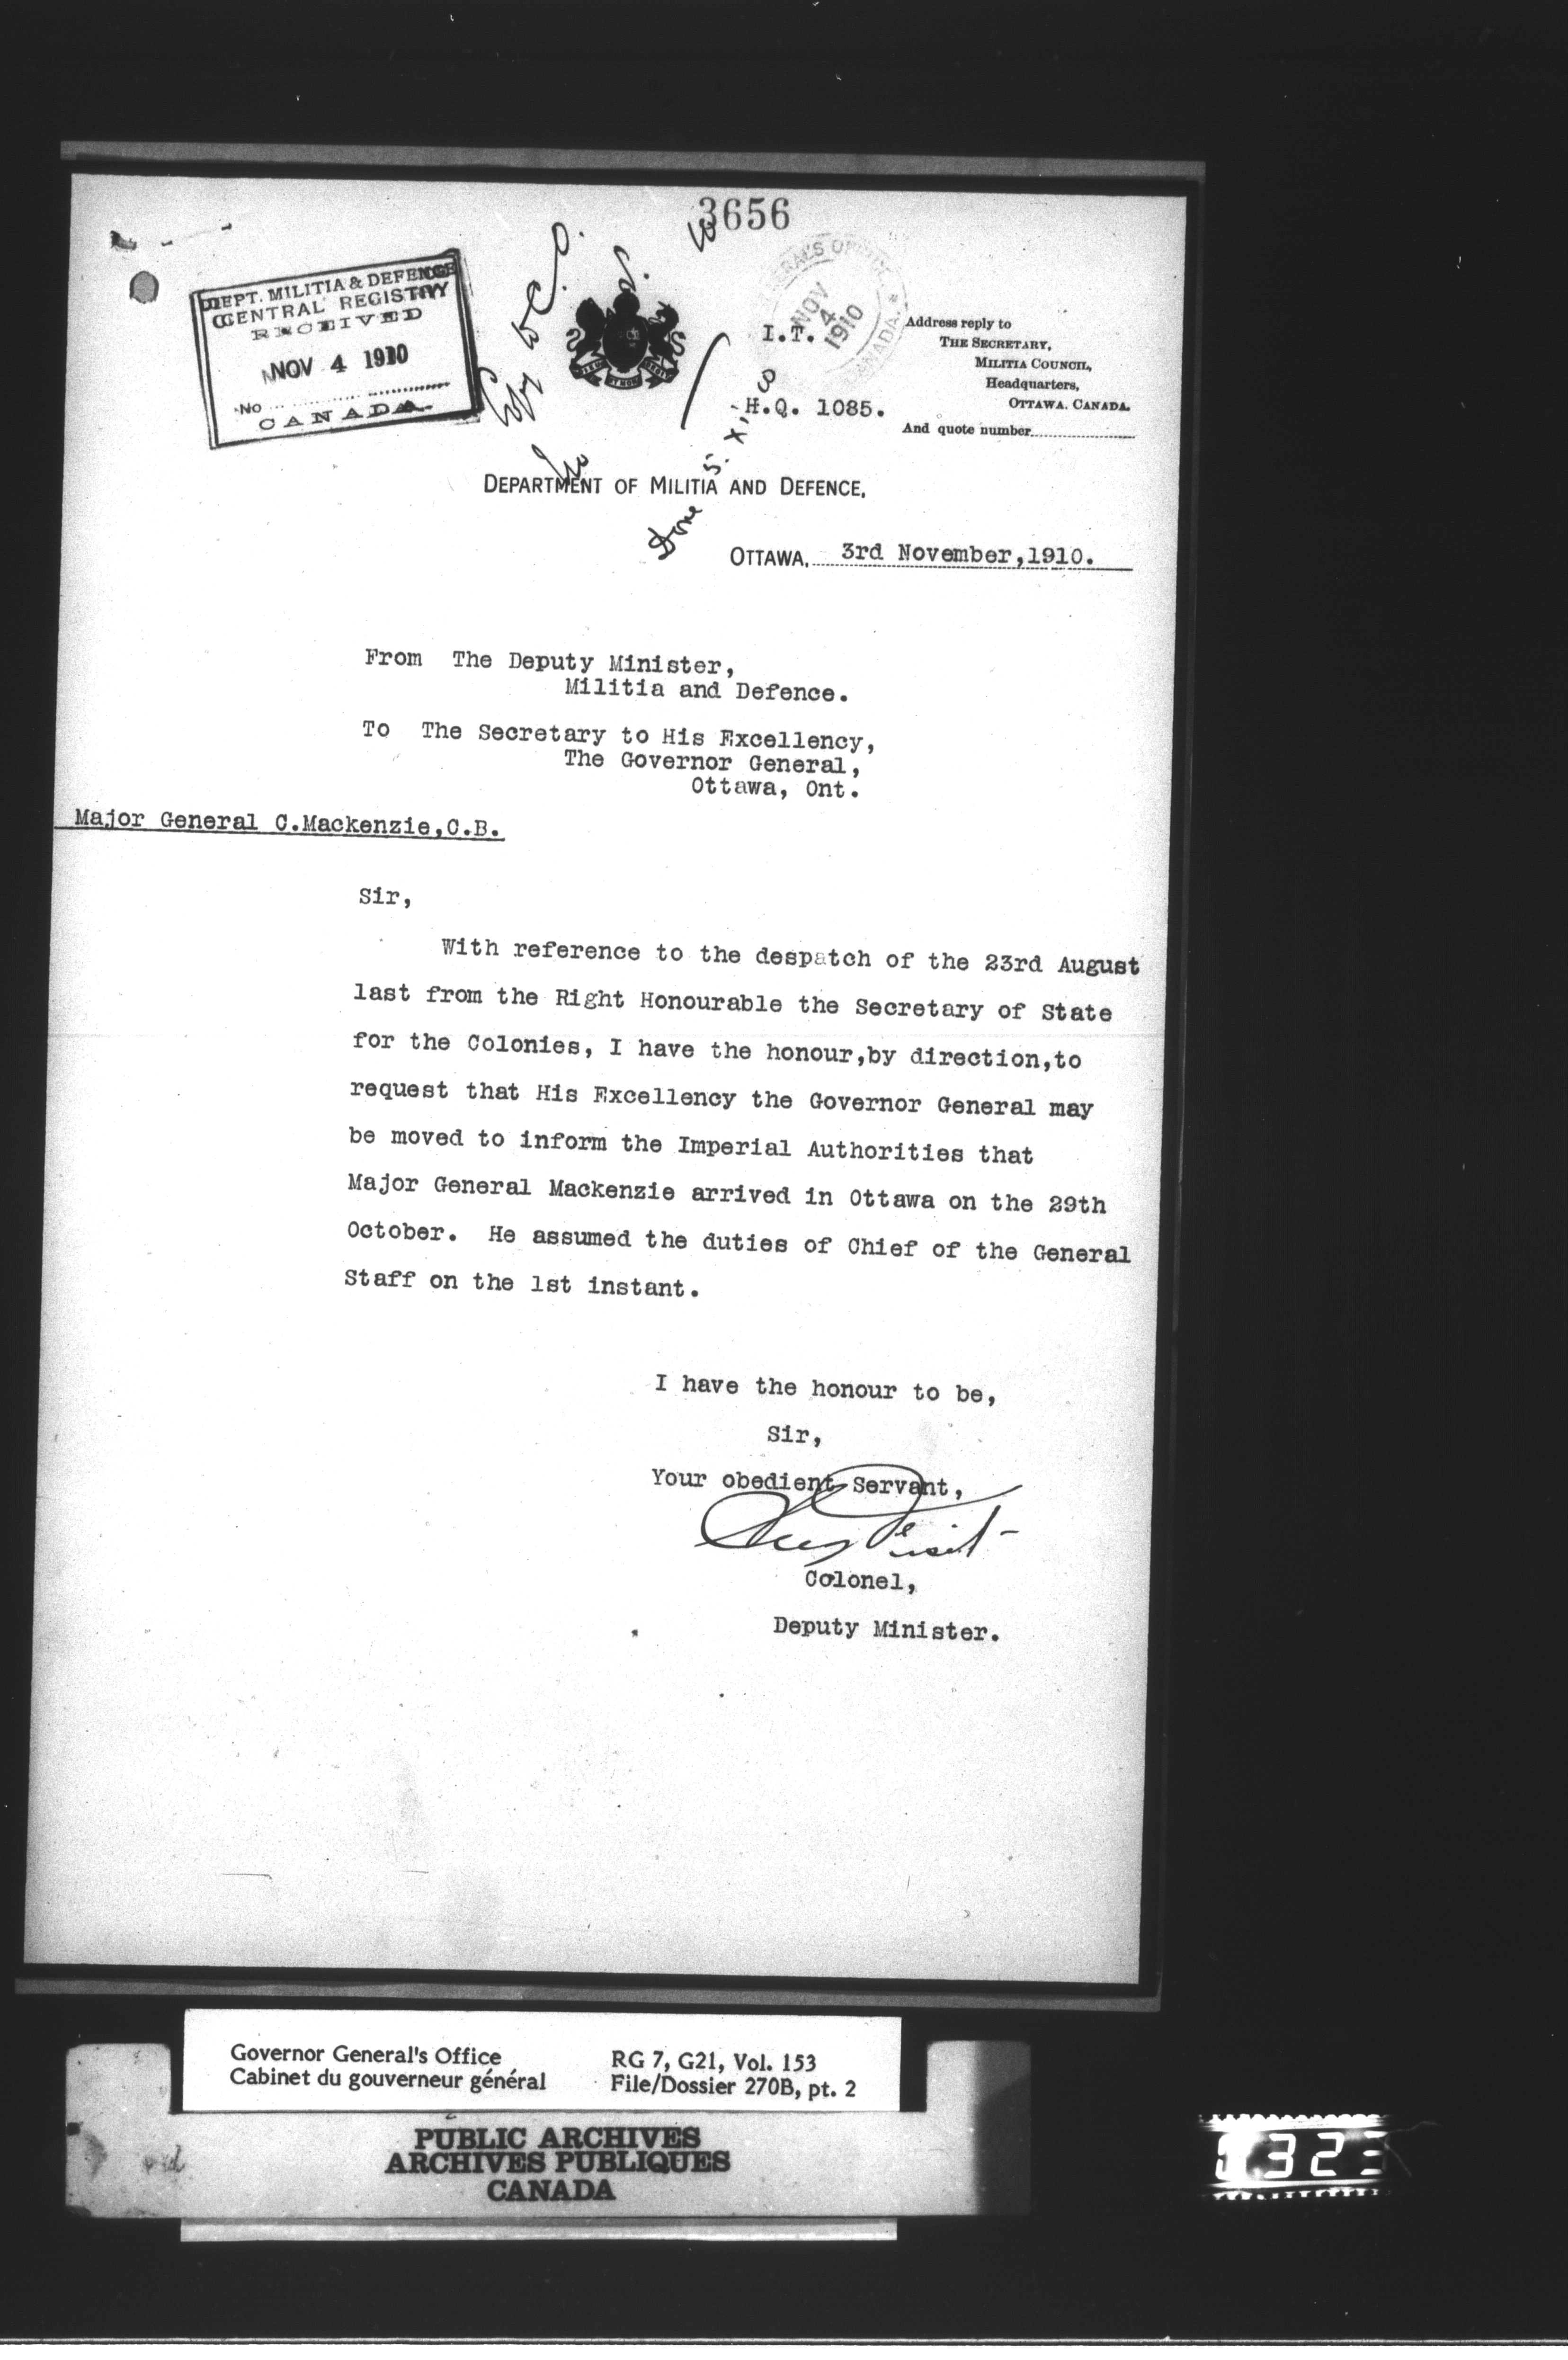 3656
DEPT. MILITIA & DEFENCE
CENTRAL REGISTRY
RECEIVED
NOV 4 1910
No
CANADA.
Copy to C.O.
NOV
4
1910
CANADA.
I.T.
H.Q. 1085.
Address reply to
THE SECRETARY,
MILITIA COUNCIL,
Headquarters,
OTTAWA. CANADA.
And quote number
Done 5. X,
DEPARTMENT OF MILITIA AND DEFENCE,
OTTAWA, 3rd November,1910.
From The Deputy Minister,
Militia and Defence.
To The Secretary to His Excellency,
The Governor General,
Ottawa, Ont.
Major General C.Mackenzie,C.B.
Sir,
With reference to the despatch of the 23rd August
last from the Right Honourable the Secretary of State
for the Colonies, I have the honour,by direction,to
request that His Excellency the Governor General may
be moved to inform the Imperial Authorities that
Major General Mackenzie arrived in Ottawa on the 29th
October. He assumed the duties of Chief of the General
Staff on the 1st instant.
I have the honour to be,
Sir,
Your obedient Servant,
Colonel,
Deputy Minister.
Governor General's Office
Cabinet du gouverneur général
RG 7, G21, Vol. 153
File/Dossier 270B, pt. 2
PUBLIC ARCHIVES
ARCHIVES PUBLIQUES
CANADA